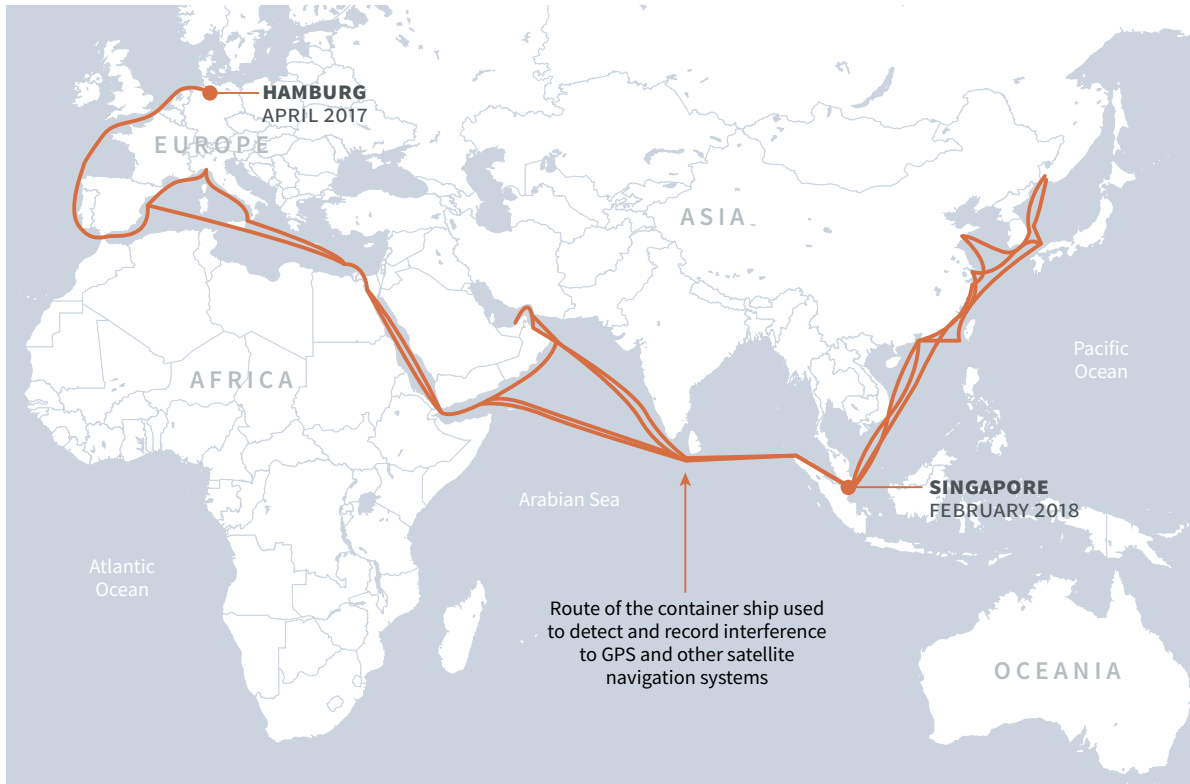 HAMBURG
APRIL 2017
EUROPE
ASIA
AFRICA
Pacific
Ocean
Arabian Sea
SINGAPORE
FEBRUARY 2018
Atlantic
Ocean
Route of the container ship used
to detect and record interference
to GPS and other satellite
navigation systems
OCEANIA